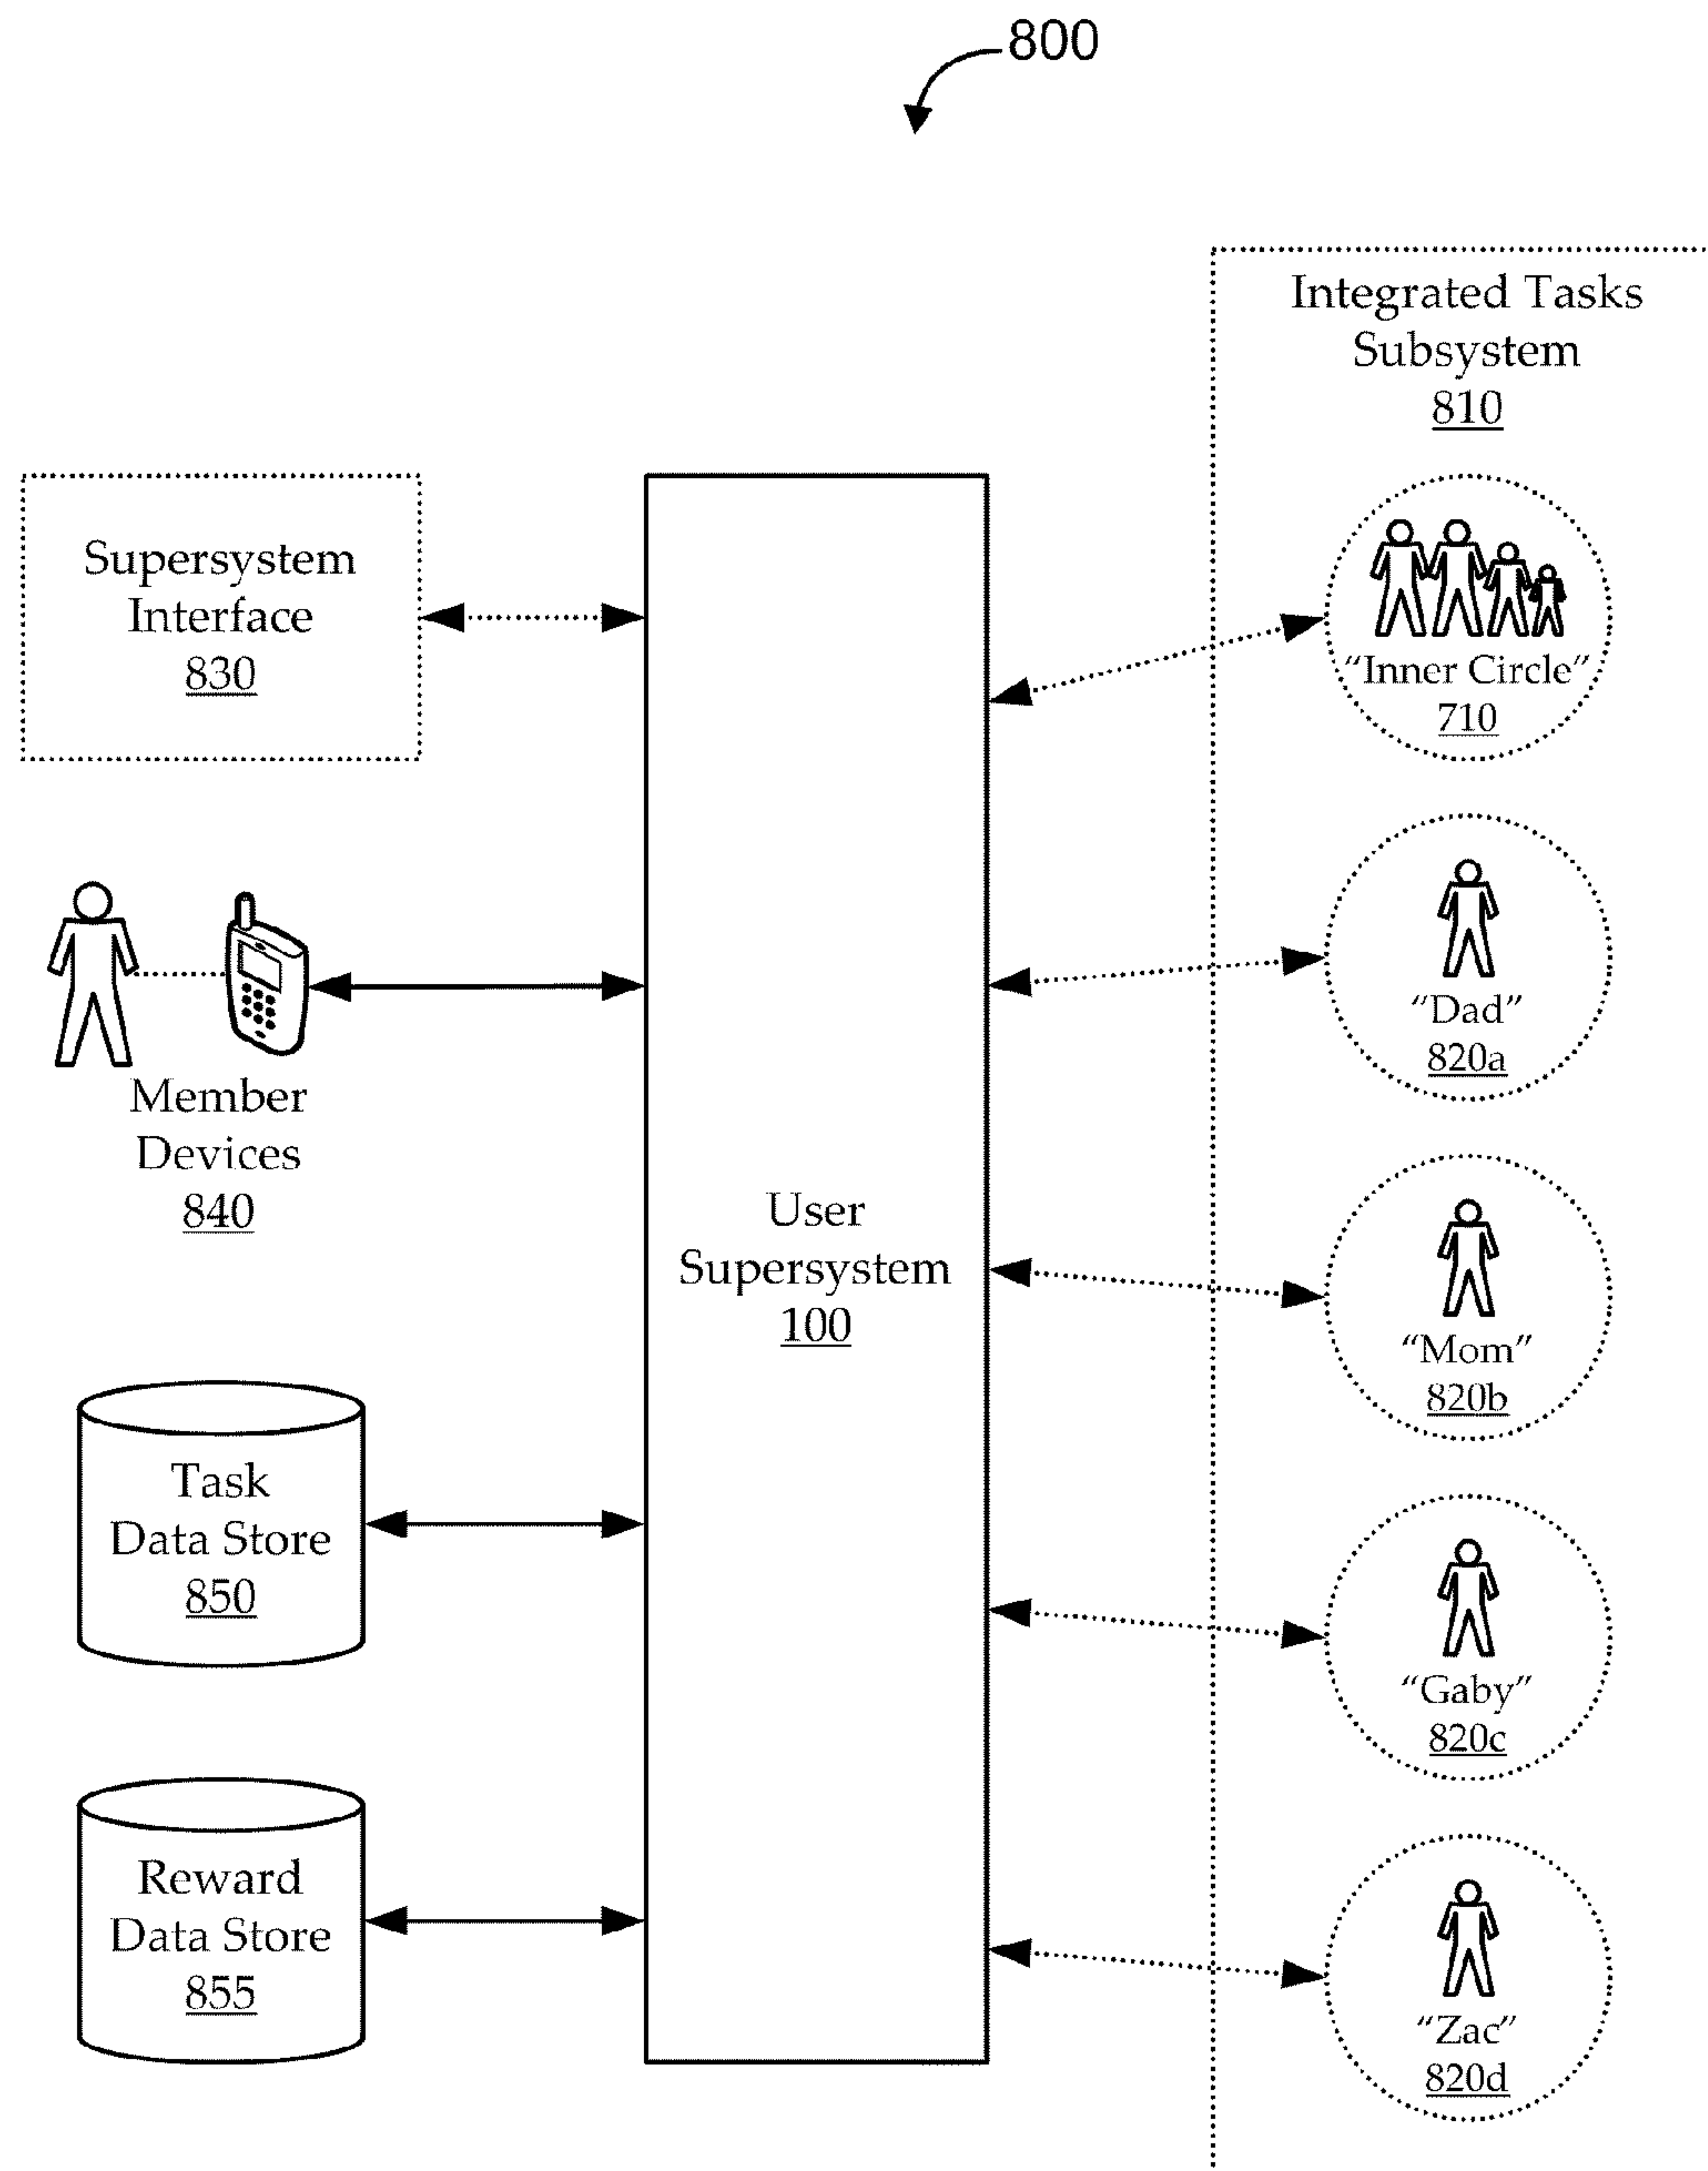 800
Integrated Tasks
Subsystem
810
Supersystem
Interface
830
“Inner Circle”
710
Member
Devices
840
“Dad”
820a
User
Supersystem
100
“Mom”
820b
Task
Data Store
850
“Gaby”
820c
Reward
Data Store
855
“Zac”
820d